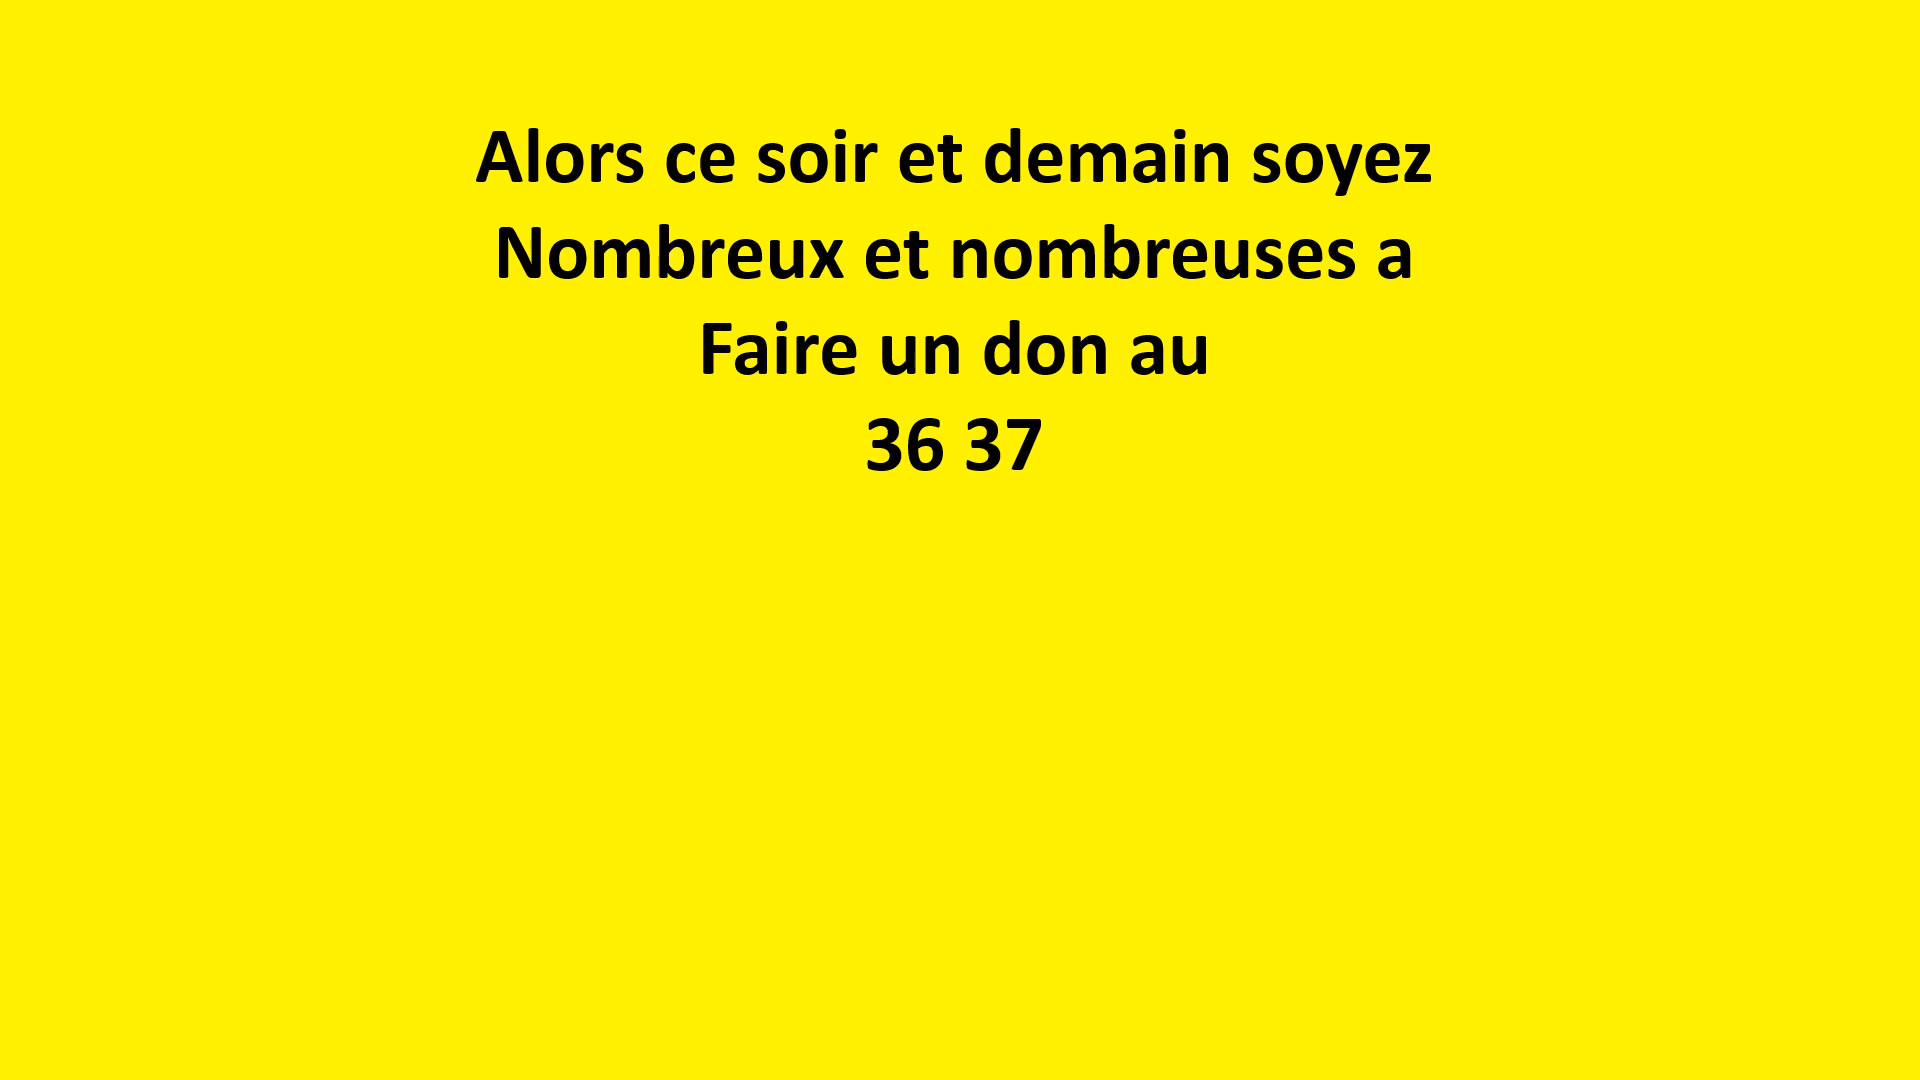 Alors ce soir et demain soyez
Nombreux et nombreuses a
Faire un don au
36 37